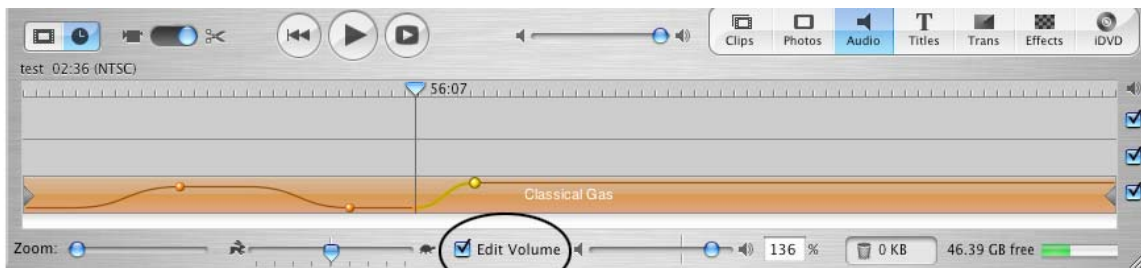 Clips Photos Audio Titles Trans Effects iDVD
test 02:36 (NTSC)
56:07
Classical Gas
Zoom: Edit Volume 136 % 0 KB 46.39 GB free